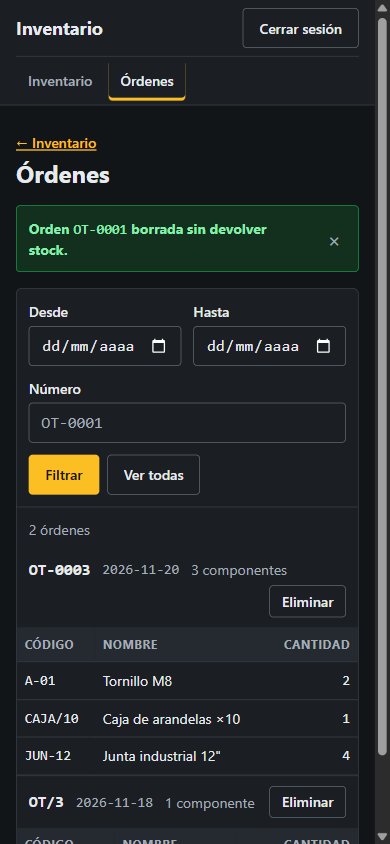 Inventario
Cerrar sesión
Inventario
Órdenes
← Inventario
Órdenes
Orden OT-0001 borrada sin devolver
stock.
×
Desde
Hasta
dd/mm/aaaa
dd/mm/aaaa
Número
OT-0001
Filtrar
Ver todas
2 órdenes
OT-0003 2026-11-20 3 componentes
Eliminar
CÓDIGO NOMBRE CANTIDAD
A-01 Tornillo M8 2
CAJA/10 Caja de arandelas ×10 1
JUN-12 Junta industrial 12" 4
OT/3 2026-11-18 1 componente Eliminar
CÓDIGO NOMBRE CANTIDAD